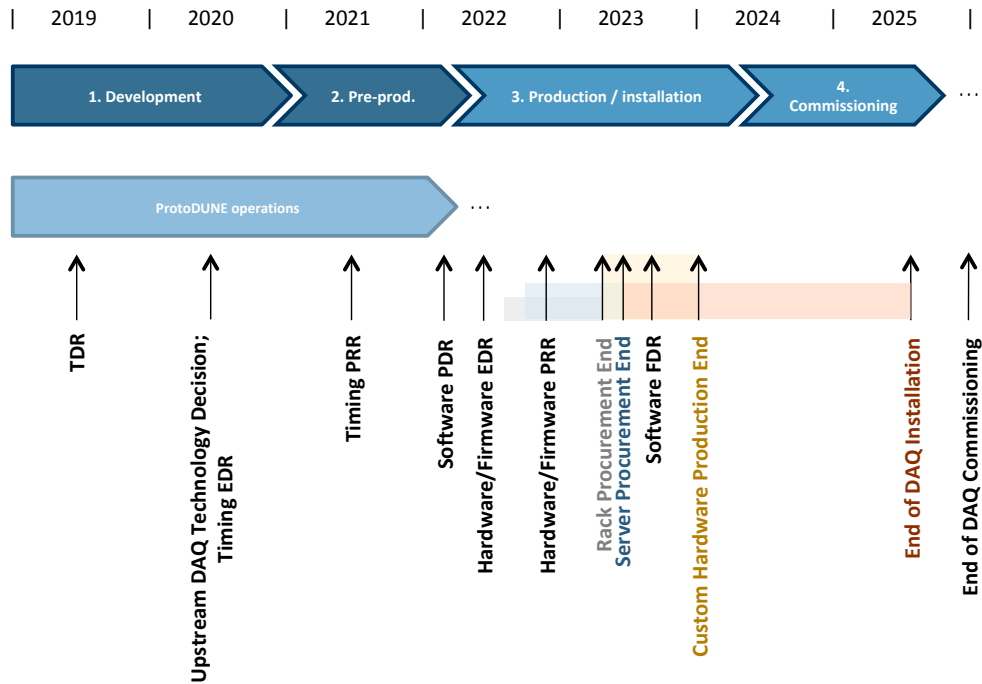 | 2019 | 2020 | 2021 | 2022 | 2023 | 2024 | 2025 |
1. Development
2. Pre-prod.
3. Production / installation
4.
Commissioning
...
ProtoDUNE operations
...
TDR
Upstream DAQ Technology Decision;
Timing EDR
Timing PRR
Software PDR
Hardware/Firmware EDR
Hardware/Firmware PRR
Rack Procurement End
Server Procurement End
Software FDR
Custom Hardware Production End
End of DAQ Installation
End of DAQ Commissioning